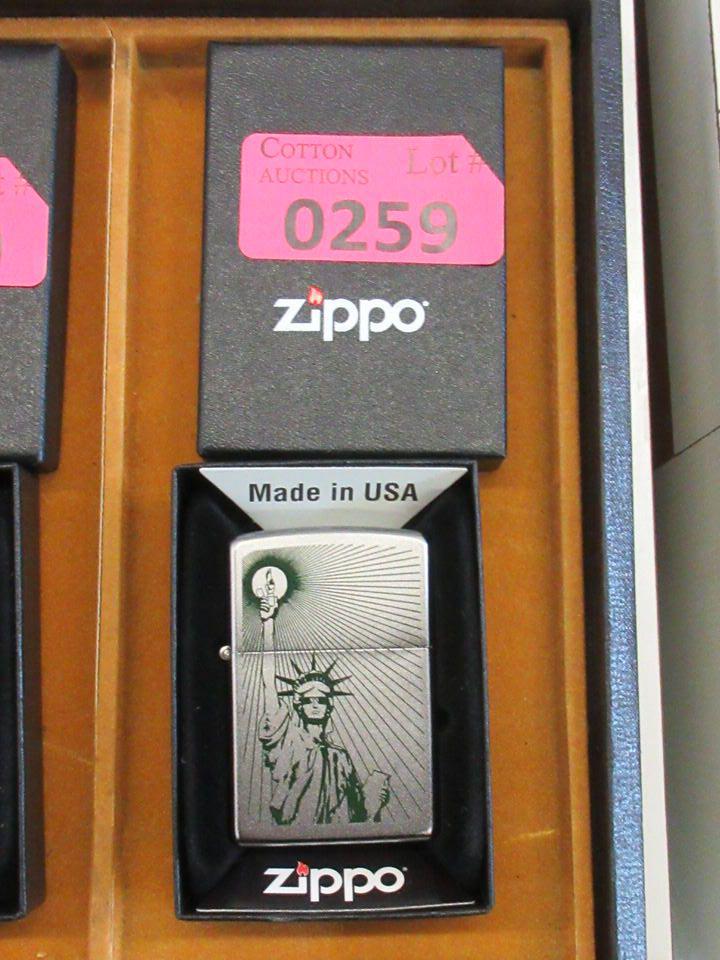 COTTON
AUCTIONS
Lot #
0259
zippo
Made in USA
zippo